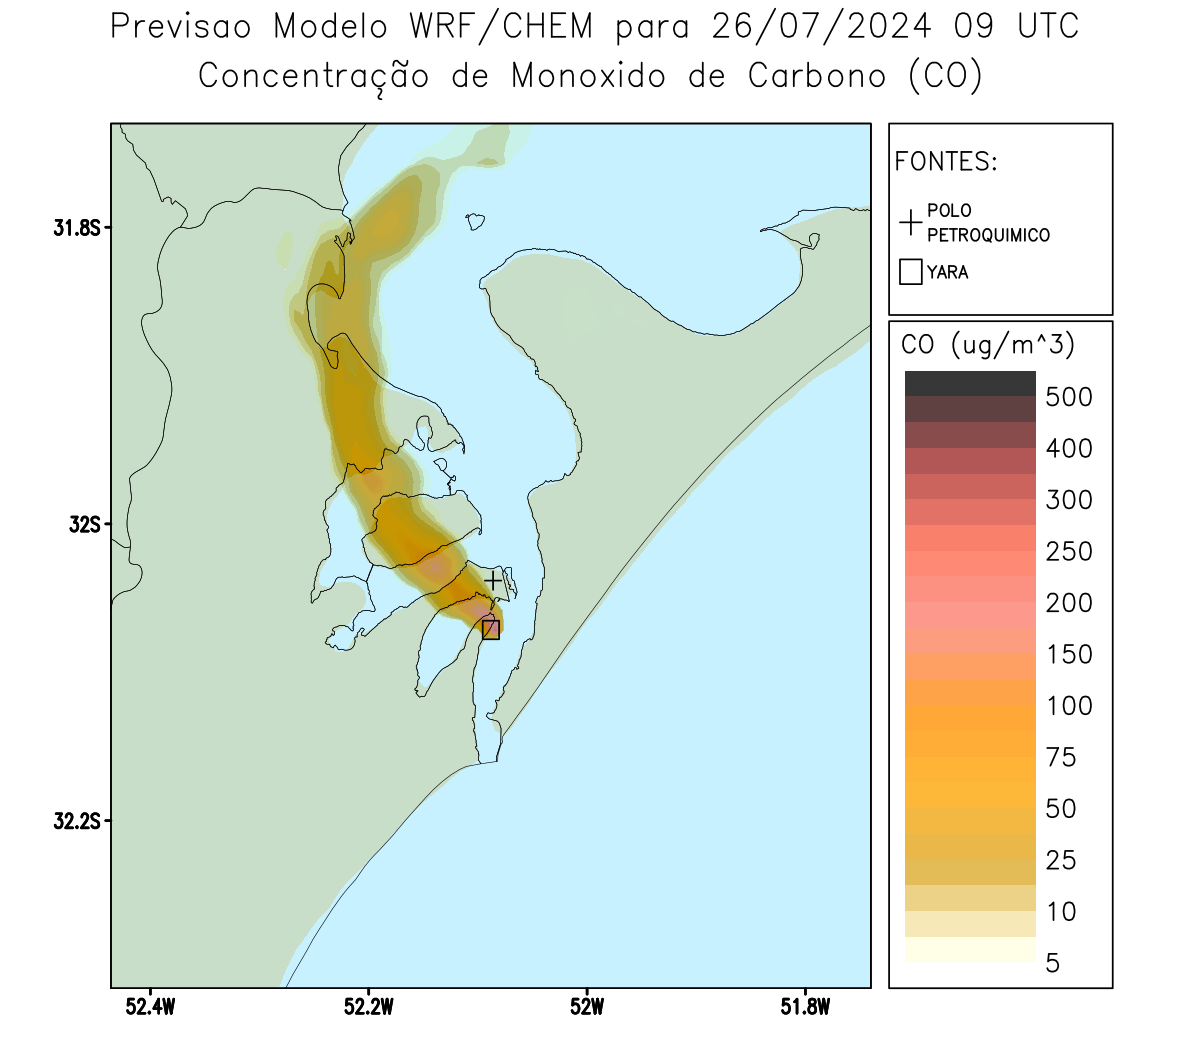 Previsao Modelo WRF/CHEM para 26/07/2024 09 UTC
Concentração de Monoxido de Carbono (CO)
FONTES:
POLO
PETROQUIMICO
YARA
CO (ug/m^3)
500
400
300
250
200
150
100
75
50
25
10
5
31.8S
32S
32.2S
52.4W
52.2W
52W
51.8W